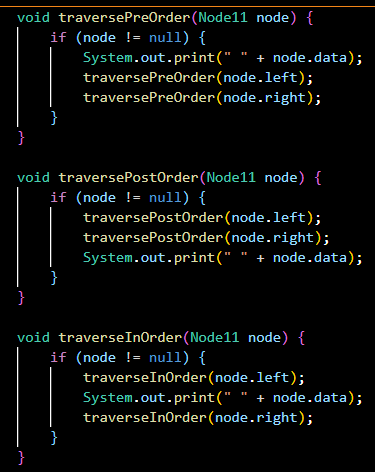 void traversePreOrder(Node11 node) {
    if (node != null) {
        System.out.print(" " + node.data);
        traversePreOrder(node.left);
        traversePreOrder(node.right);
    }
}

void traversePostOrder(Node11 node) {
    if (node != null) {
        traversePostOrder(node.left);
        traversePostOrder(node.right);
        System.out.print(" " + node.data);
    }
}

void traverseInOrder(Node11 node) {
    if (node != null) {
        traverseInOrder(node.left);
        System.out.print(" " + node.data);
        traverseInOrder(node.right);
    }
}